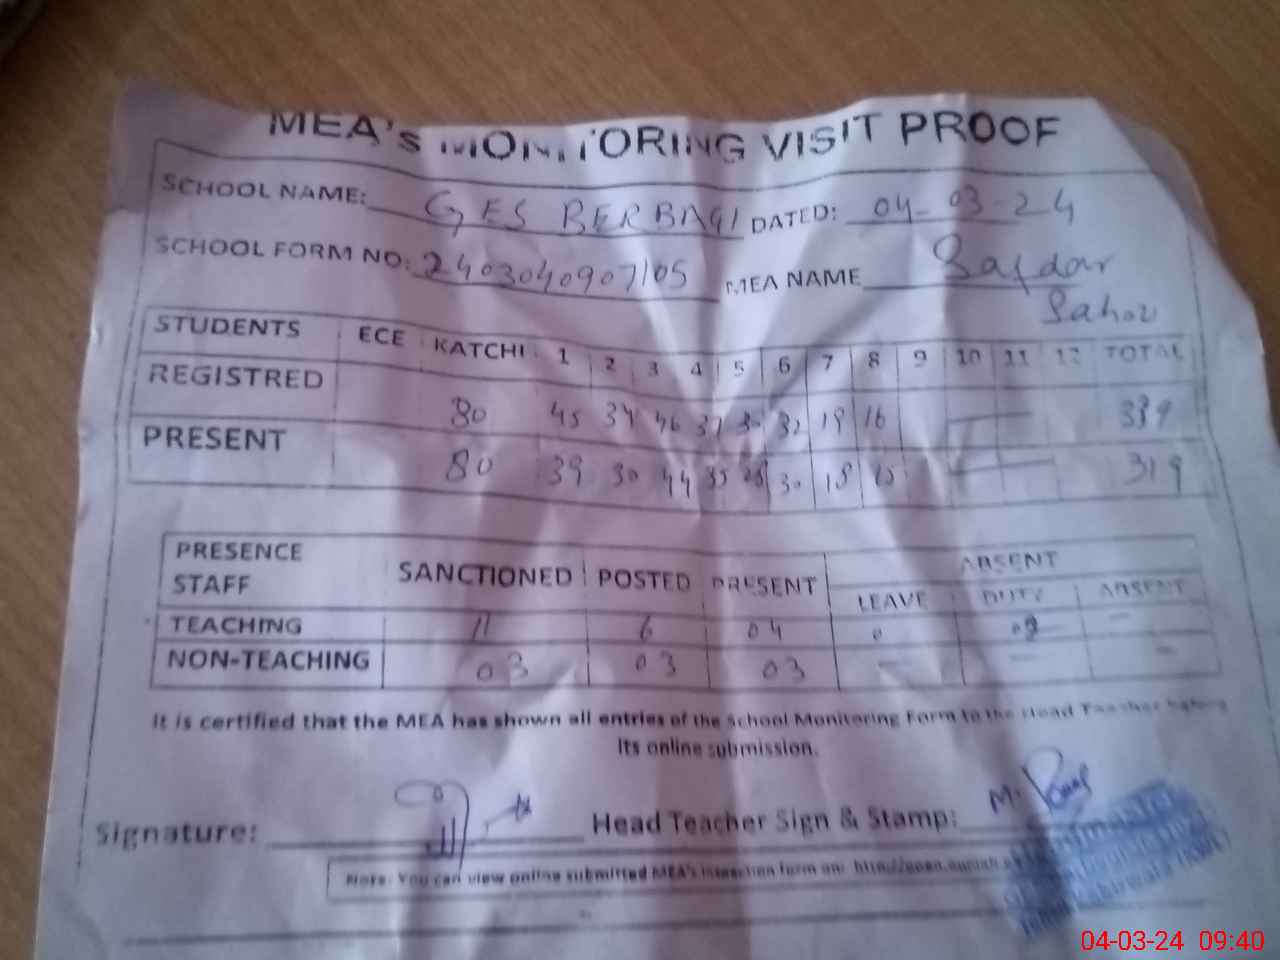 MEA's MONITORING VISIT PROOF
SCHOOL NAME: GES BERBAGI DATED: 04-03-24
SCHOOL FORM NO: 2403040907105 MEA NAME Safdar
Sahov
STUDENTS ECE KATCHI 1 2 3 4 5 6 7 8 9 10 11 12 TOTAL
REGISTRED 80 45 34 46 37 30 32 19 16 339
PRESENT 80 39 30 44 35 28 30 18 15 319
PRESENCE STAFF SANCTIONED POSTED PRESENT ABSENT
LEAVE DUTY ABSENT
TEACHING 11 6 04 0 02 -
NON-TEACHING 03 03 03 - - -
It is certified that the MEA has shown all entries of the School Monitoring Form to the Head Teacher before
Its online submission.
Signature: Head Teacher Sign & Stamp:
Note: You can view online submitted MEA's inspection form on:
04-03-24 09:40